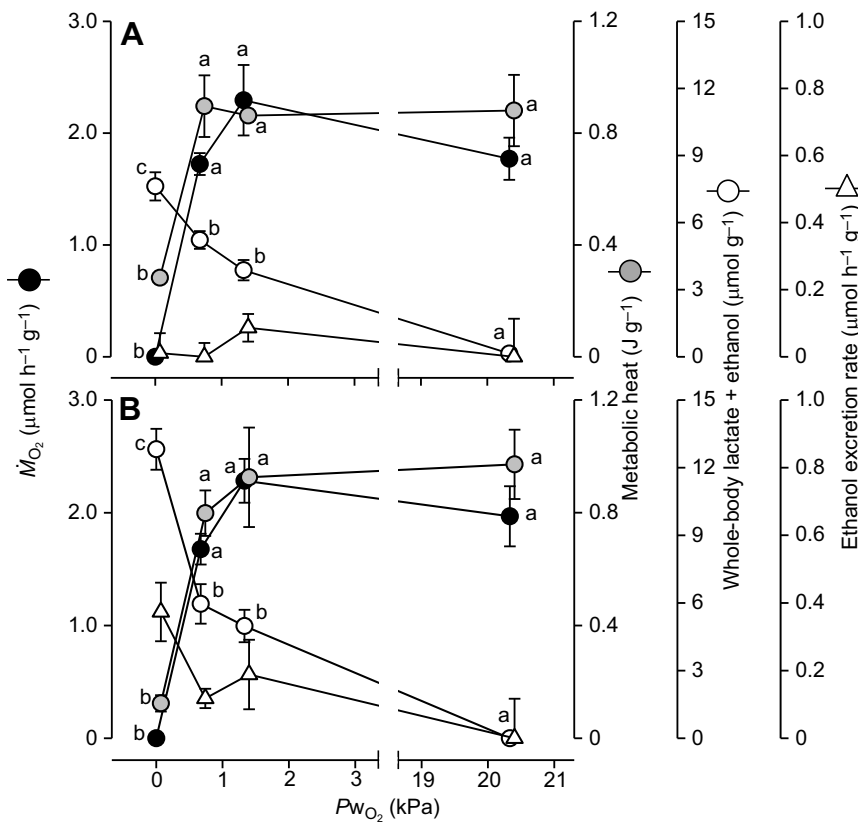 A
3.0
2.0
1.0
0
1.2
0.8
0.4
0
15
12
9
6
3
0
1.0
0.8
0.6
0.4
0.2
0
c
b
b
a
a
a
a
b
b
a
a
a
B
3.0
2.0
1.0
0
1.2
0.8
0.4
0
15
12
9
6
3
0
1.0
0.8
0.6
0.4
0.2
0
c
b
b
a
a
a
a
b
b
a
a
a
0 1 2 3 19 20 21
PwO₂ (kPa)
ṀO₂ (μmol h⁻¹ g⁻¹)
Metabolic heat (J g⁻¹)
Whole-body lactate + ethanol (μmol g⁻¹)
Ethanol excretion rate (μmol h⁻¹ g⁻¹)